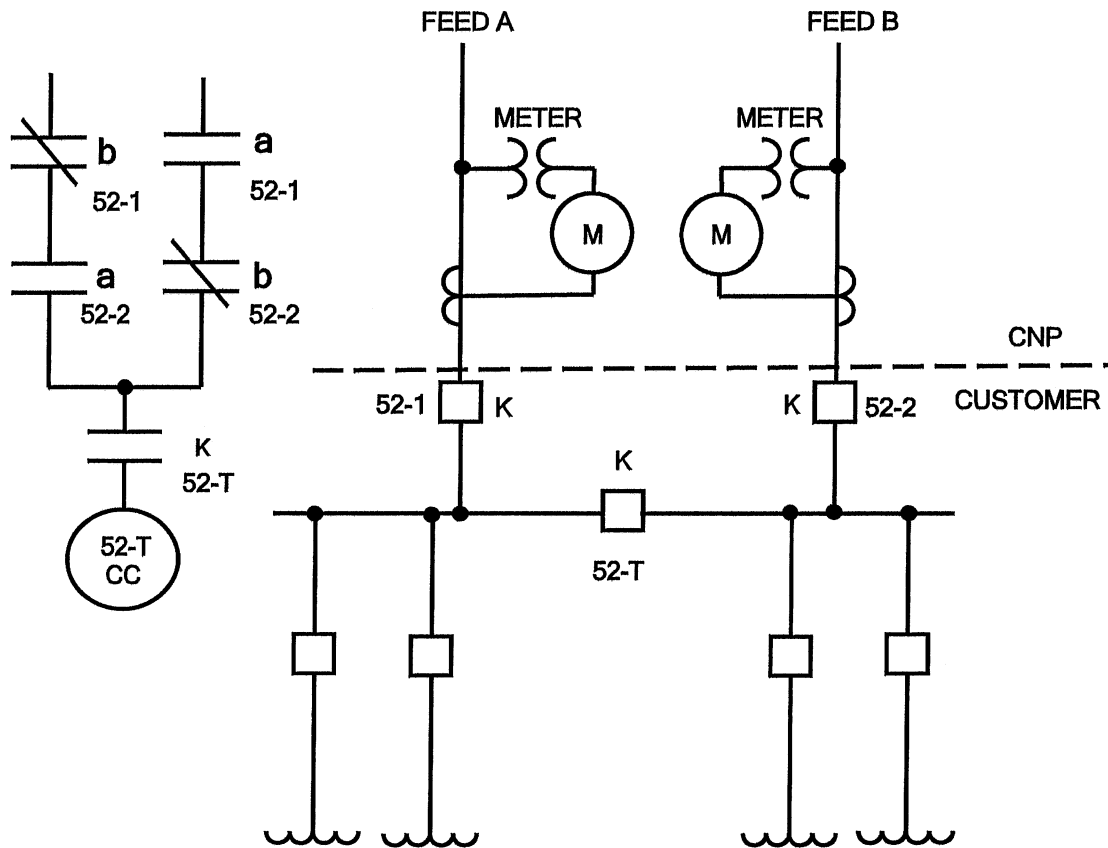 FEED A
FEED B
METER
METER
b
52-1
a
52-1
M
M
a
52-2
b
52-2
CNP
CUSTOMER
52-1
K
K
52-2
K
52-T
K
52-T
52-T
CC